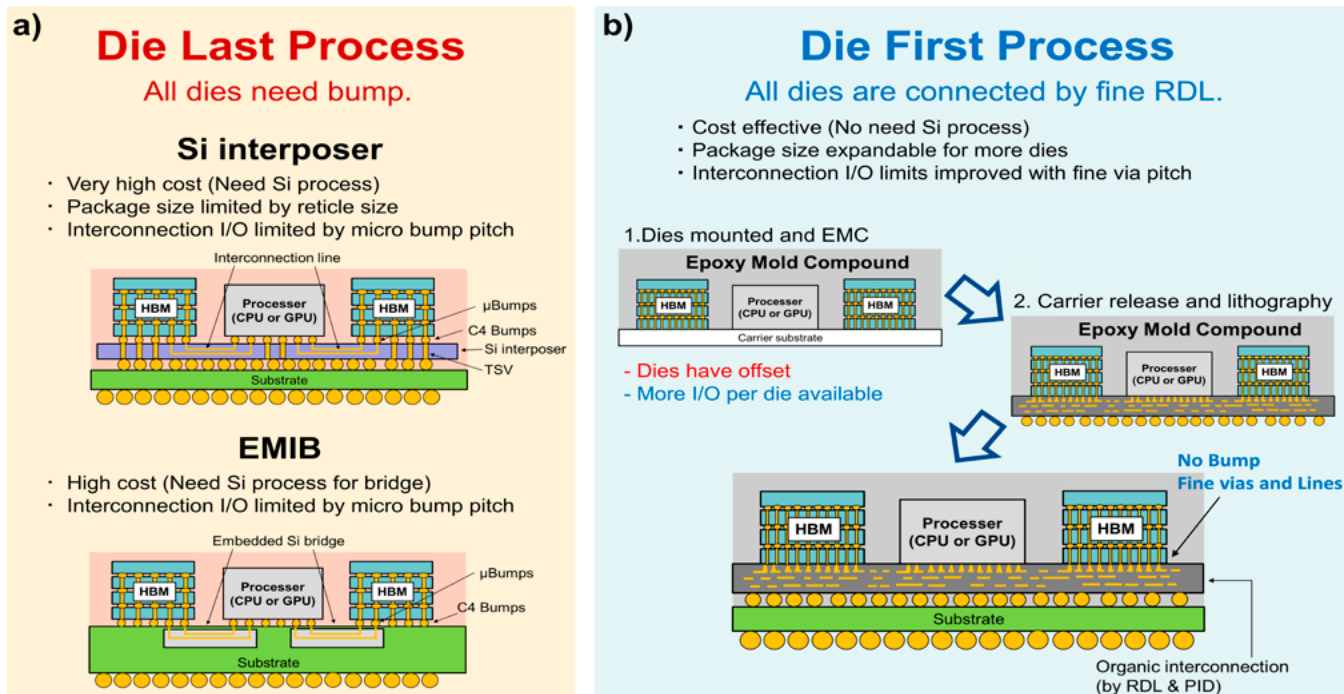 a)
Die Last Process
All dies need bump.
Si interposer
· Very high cost (Need Si process)
· Package size limited by reticle size
· Interconnection I/O limited by micro bump pitch
Interconnection line
HBM
Processer
(CPU or GPU)
HBM
µBumps
C4 Bumps
Si interposer
TSV
Substrate
EMIB
· High cost (Need Si process for bridge)
· Interconnection I/O limited by micro bump pitch
Embedded Si bridge
HBM
Processer
(CPU or GPU)
HBM
µBumps
C4 Bumps
Substrate
b)
Die First Process
All dies are connected by fine RDL.
· Cost effective (No need Si process)
· Package size expandable for more dies
· Interconnection I/O limits improved with fine via pitch
1.Dies mounted and EMC
Epoxy Mold Compound
HBM
Processer
(CPU or GPU)
HBM
Carrier substrate
- Dies have offset
- More I/O per die available
2. Carrier release and lithography
Epoxy Mold Compound
HBM
Processer
(CPU or GPU)
HBM
No Bump
Fine vias and Lines
HBM
Processer
(CPU or GPU)
HBM
Substrate
Organic interconnection
(by RDL & PID)